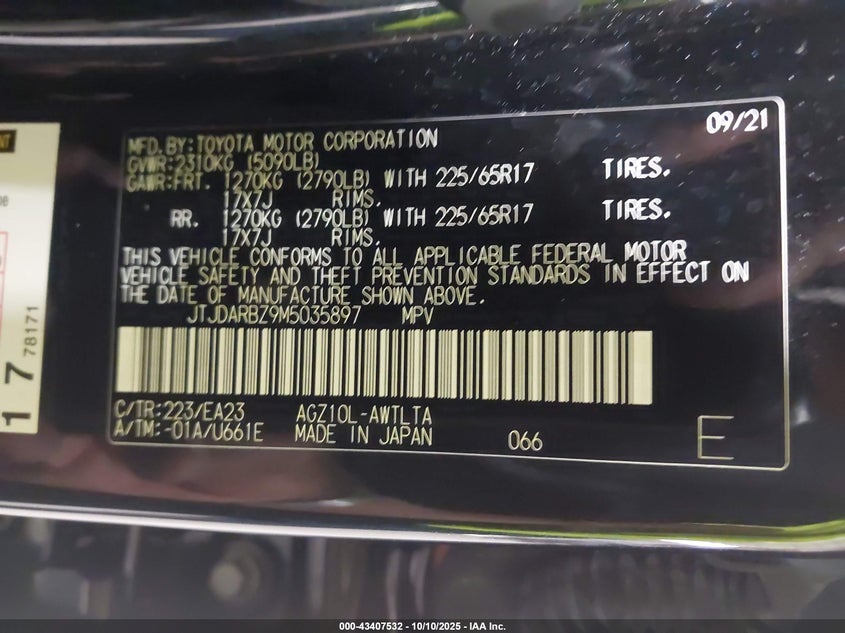 09/21
MFD.BY:TOYOTA MOTOR CORPORATION
GVWR:2310KG (5090LB)
GAWR:FRT. 1270KG (2790LB) WITH 225/65R17 TIRES.
17X7J RIMS.
RR. 1270KG (2790LB) WITH 225/65R17 TIRES.
17X7J RIMS.
THIS VEHICLE CONFORMS TO ALL APPLICABLE FEDERAL MOTOR
VEHICLE SAFETY AND THEFT PREVENTION STANDARDS IN EFFECT ON
THE DATE OF MANUFACTURE SHOWN ABOVE.
JTJDARBZ9M5035897 MPV
C/TR:223/EA23 AGZ10L-AWTLTA
A/TM:-01A/U661E MADE IN JAPAN 066
E
78171
000-43407532 - 10/10/2025 - IAA Inc.